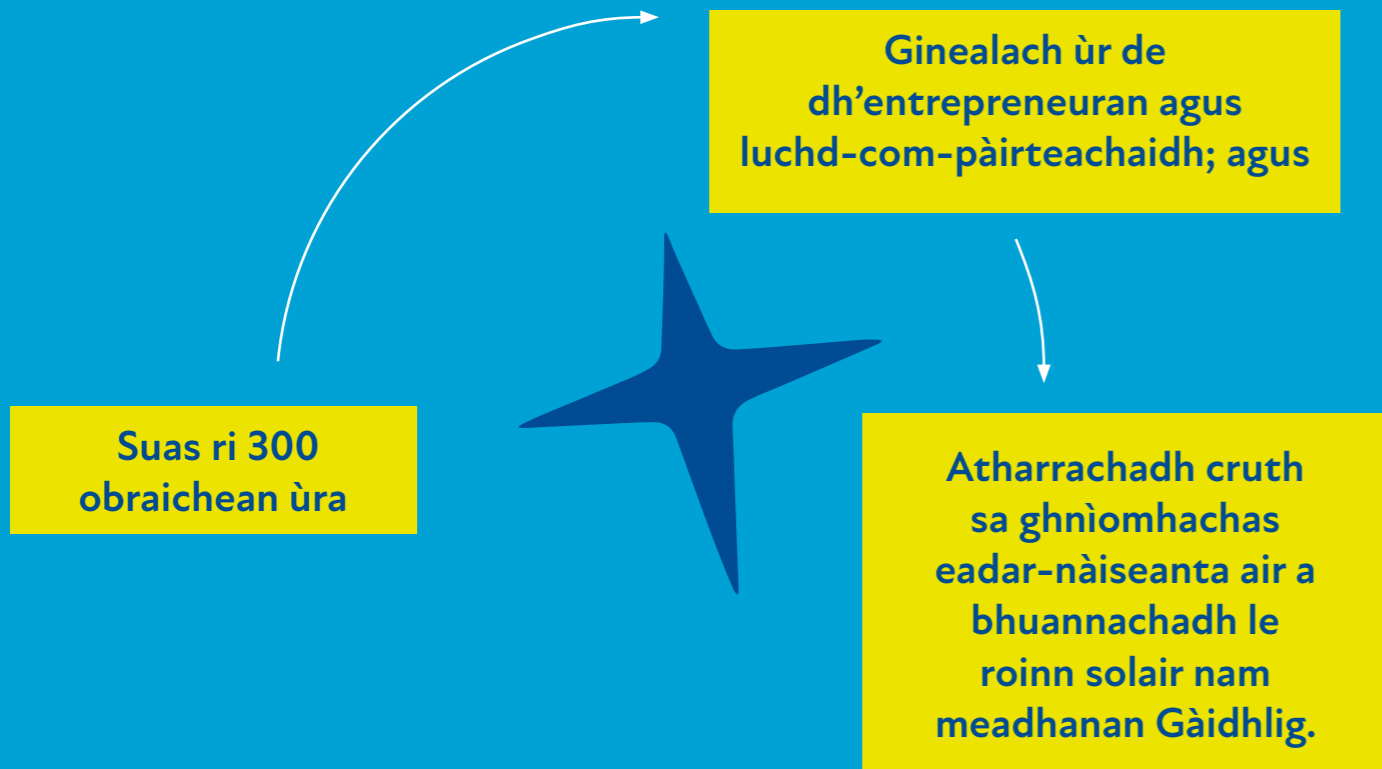 Suas ri 300
obraichean ùra
Ginealach ùr de
dh’entrepreneuran agus
luchd-com-pàirteachaidh; agus
Atharrachadh cruth
sa ghnìomhachas
eadar-nàiseanta air a
bhuannachadh le
roinn solair nam
meadhanan Gàidhlig.